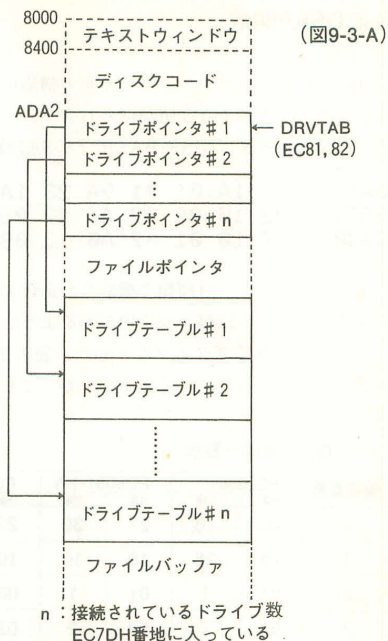 (図9-3-A)
8000
テキストウィンドウ
8400
ディスクコード
ADA2
ドライブポインタ＃1
DRVTAB
(EC81, 82)
ドライブポインタ＃2
⋮
ドライブポインタ＃n
ファイルポインタ
ドライブテーブル＃1
ドライブテーブル＃2
ドライブテーブル＃n
ファイルバッファ
n：接続されているドライブ数
EC7DH番地に入っている